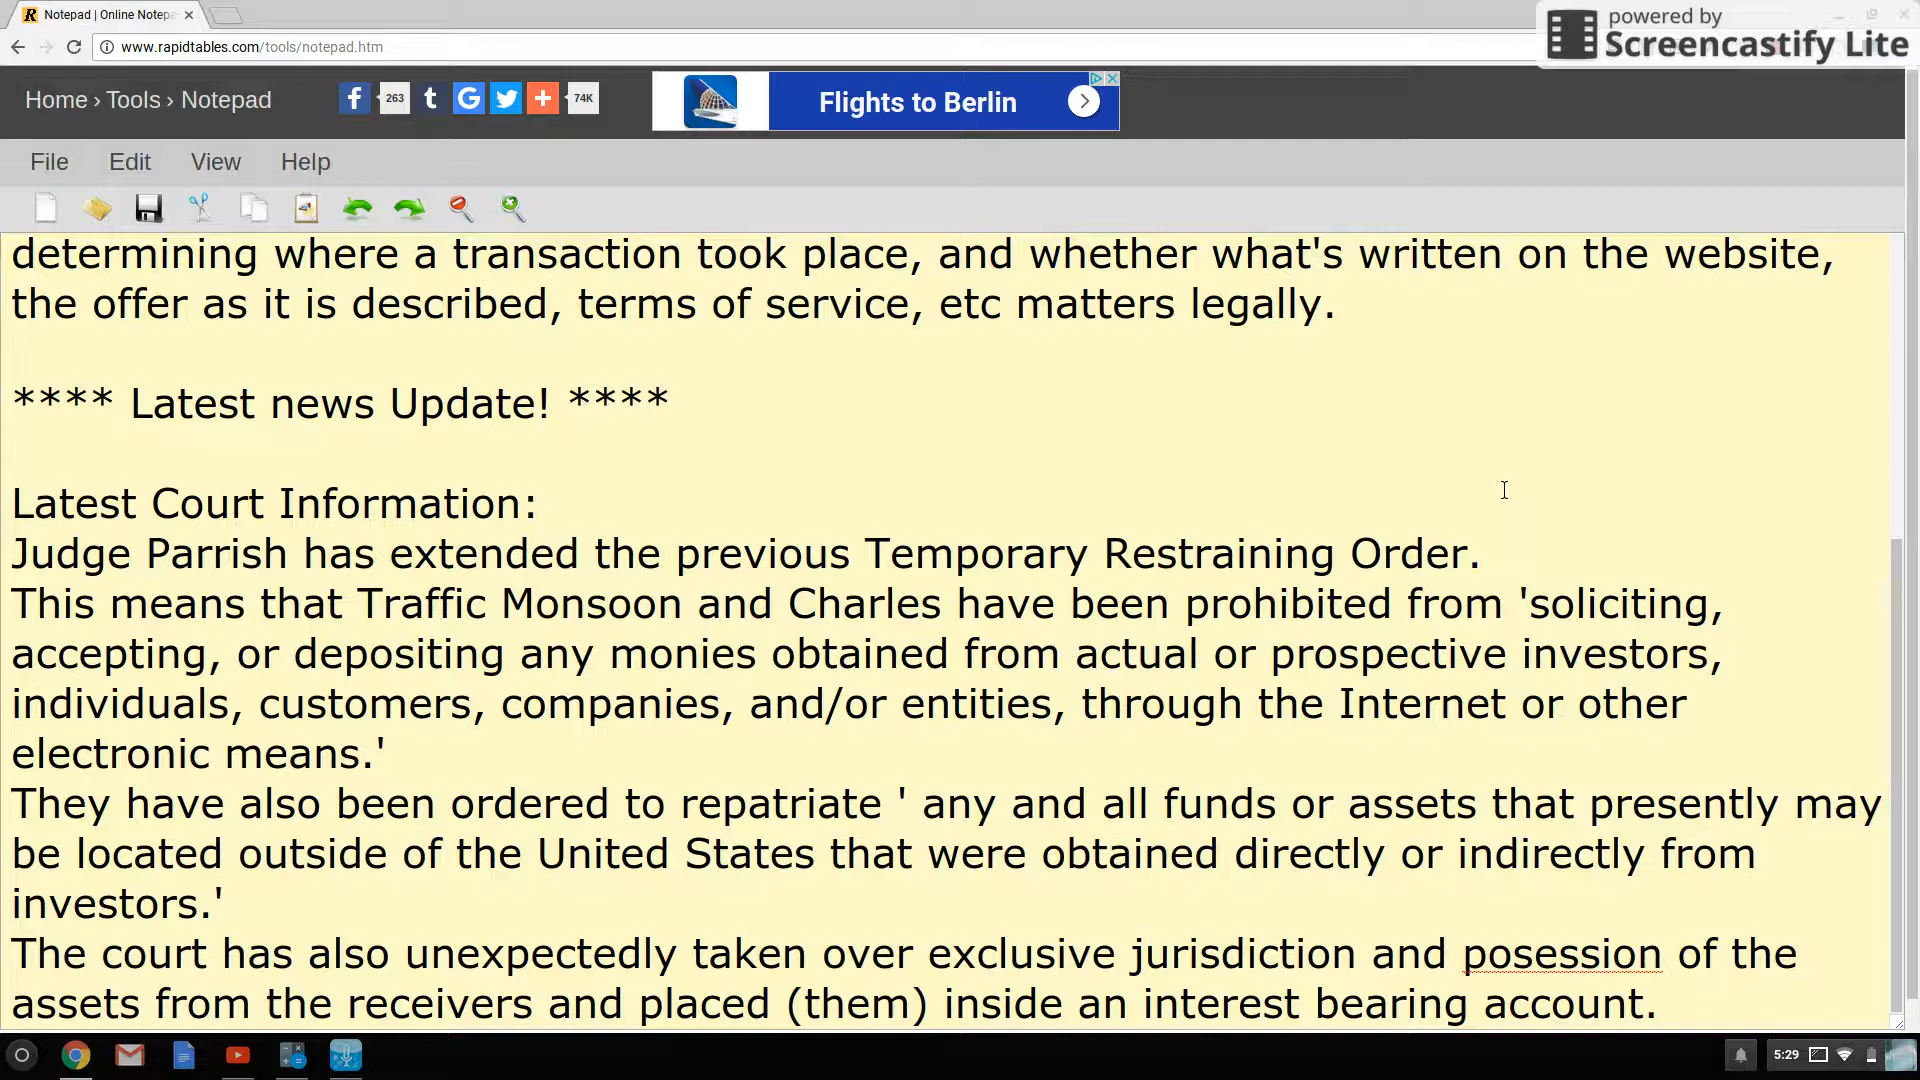 Notepad | Online Notepa
powered by
Screencastify Lite
www.rapidtables.com/tools/notepad.htm
Home › Tools › Notepad
f 263 t G + 74K
Flights to Berlin
File Edit View Help
determining where a transaction took place, and whether what's written on the website,
the offer as it is described, terms of service, etc matters legally.
**** Latest news Update! ****
Latest Court Information:
Judge Parrish has extended the previous Temporary Restraining Order.
This means that Traffic Monsoon and Charles have been prohibited from 'soliciting,
accepting, or depositing any monies obtained from actual or prospective investors,
individuals, customers, companies, and/or entities, through the Internet or other
electronic means.'
They have also been ordered to repatriate ' any and all funds or assets that presently may
be located outside of the United States that were obtained directly or indirectly from
investors.'
The court has also unexpectedly taken over exclusive jurisdiction and posession of the
assets from the receivers and placed (them) inside an interest bearing account.
5:29